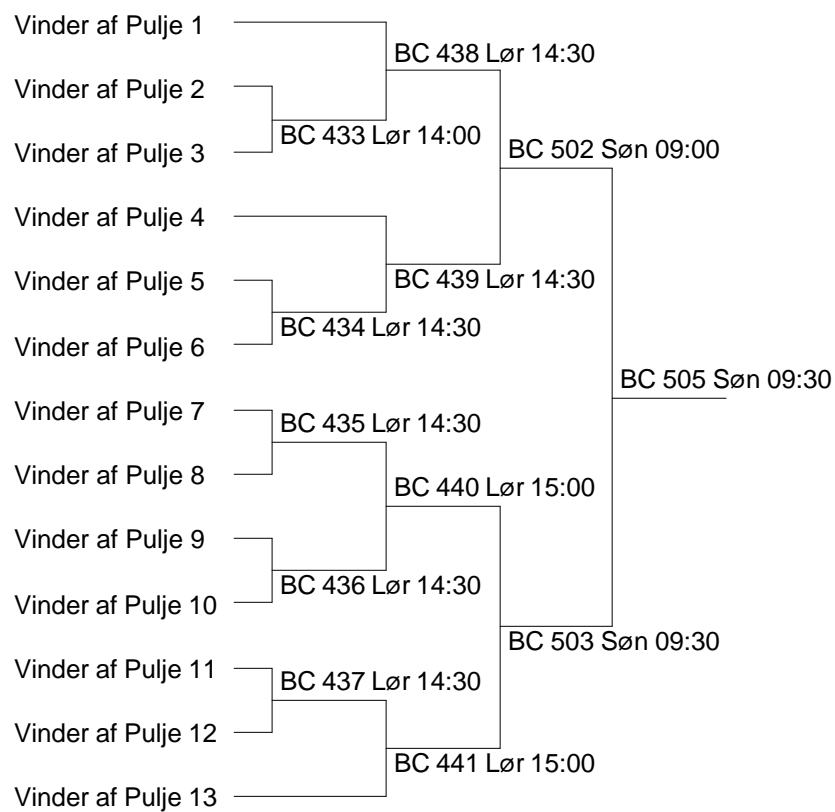 Vinder af Pulje 1
BC 438 Lør 14:30
Vinder af Pulje 2
BC 433 Lør 14:00
Vinder af Pulje 3
BC 502 Søn 09:00
Vinder af Pulje 4
Vinder af Pulje 5
BC 439 Lør 14:30
BC 434 Lør 14:30
Vinder af Pulje 6
BC 505 Søn 09:30
Vinder af Pulje 7
BC 435 Lør 14:30
Vinder af Pulje 8
BC 440 Lør 15:00
Vinder af Pulje 9
BC 436 Lør 14:30
Vinder af Pulje 10
BC 503 Søn 09:30
Vinder af Pulje 11
BC 437 Lør 14:30
Vinder af Pulje 12
BC 441 Lør 15:00
Vinder af Pulje 13